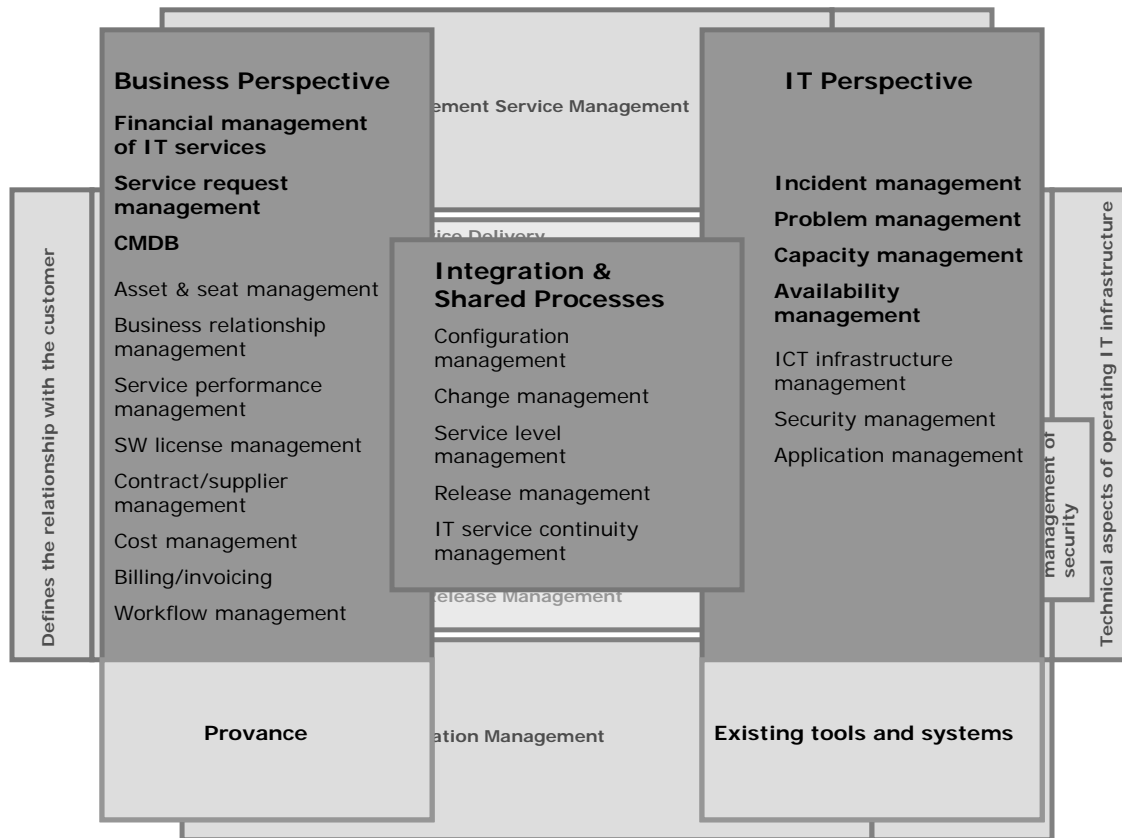 Business Perspective
Financial management
of IT services
Service request
management
CMDB
Asset & seat management
Business relationship
management
Service performance
management
SW license management
Contract/supplier
management
Cost management
Billing/invoicing
Workflow management
Provance
Service Management
Delivery
Integration &
Shared Processes
Configuration
management
Change management
Service level
management
Release management
IT service continuity
management
Release Management
Management
IT Perspective
Incident management
Problem management
Capacity management
Availability
management
ICT infrastructure
management
Security management
Application management
Existing tools and systems
Defines the relationship with the customer
management of
security
Technical aspects of operating IT infrastructure